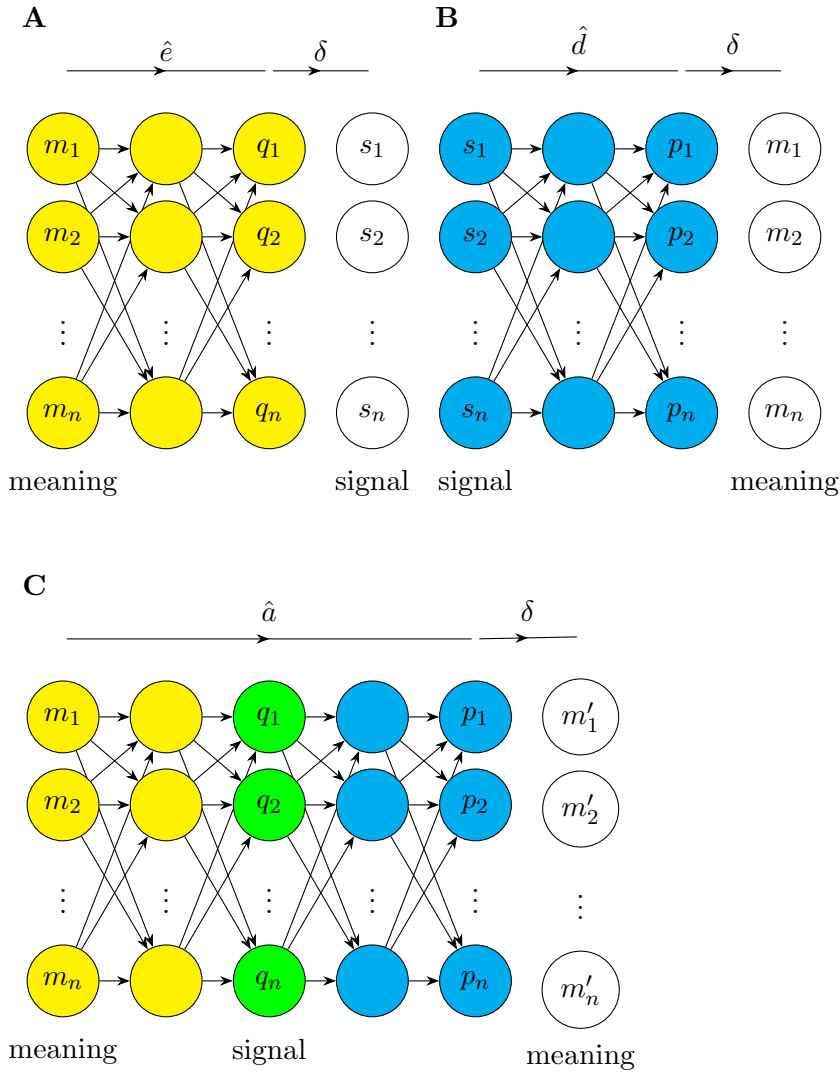 A B
ê δ d̂ δ
m₁ q₁ s₁ s₁ p₁ m₁
m₂ q₂ s₂ s₂ p₂ m₂
⋮ ⋮ ⋮ ⋮ ⋮ ⋮ ⋮ ⋮
mₙ qₙ sₙ sₙ pₙ mₙ
meaning signal signal meaning
C
â δ
m₁ q₁ p₁ m′₁
m₂ q₂ p₂ m′₂
⋮ ⋮ ⋮ ⋮ ⋮ ⋮
mₙ qₙ pₙ m′ₙ
meaning signal meaning